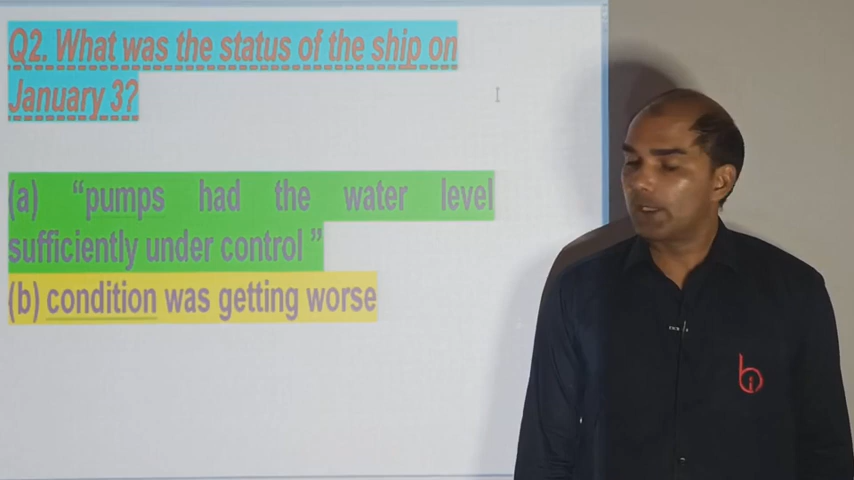 Q2. What was the status of the ship on
January 3?
(a) “pumps had the water level
sufficiently under control ”
(b) condition was getting worse